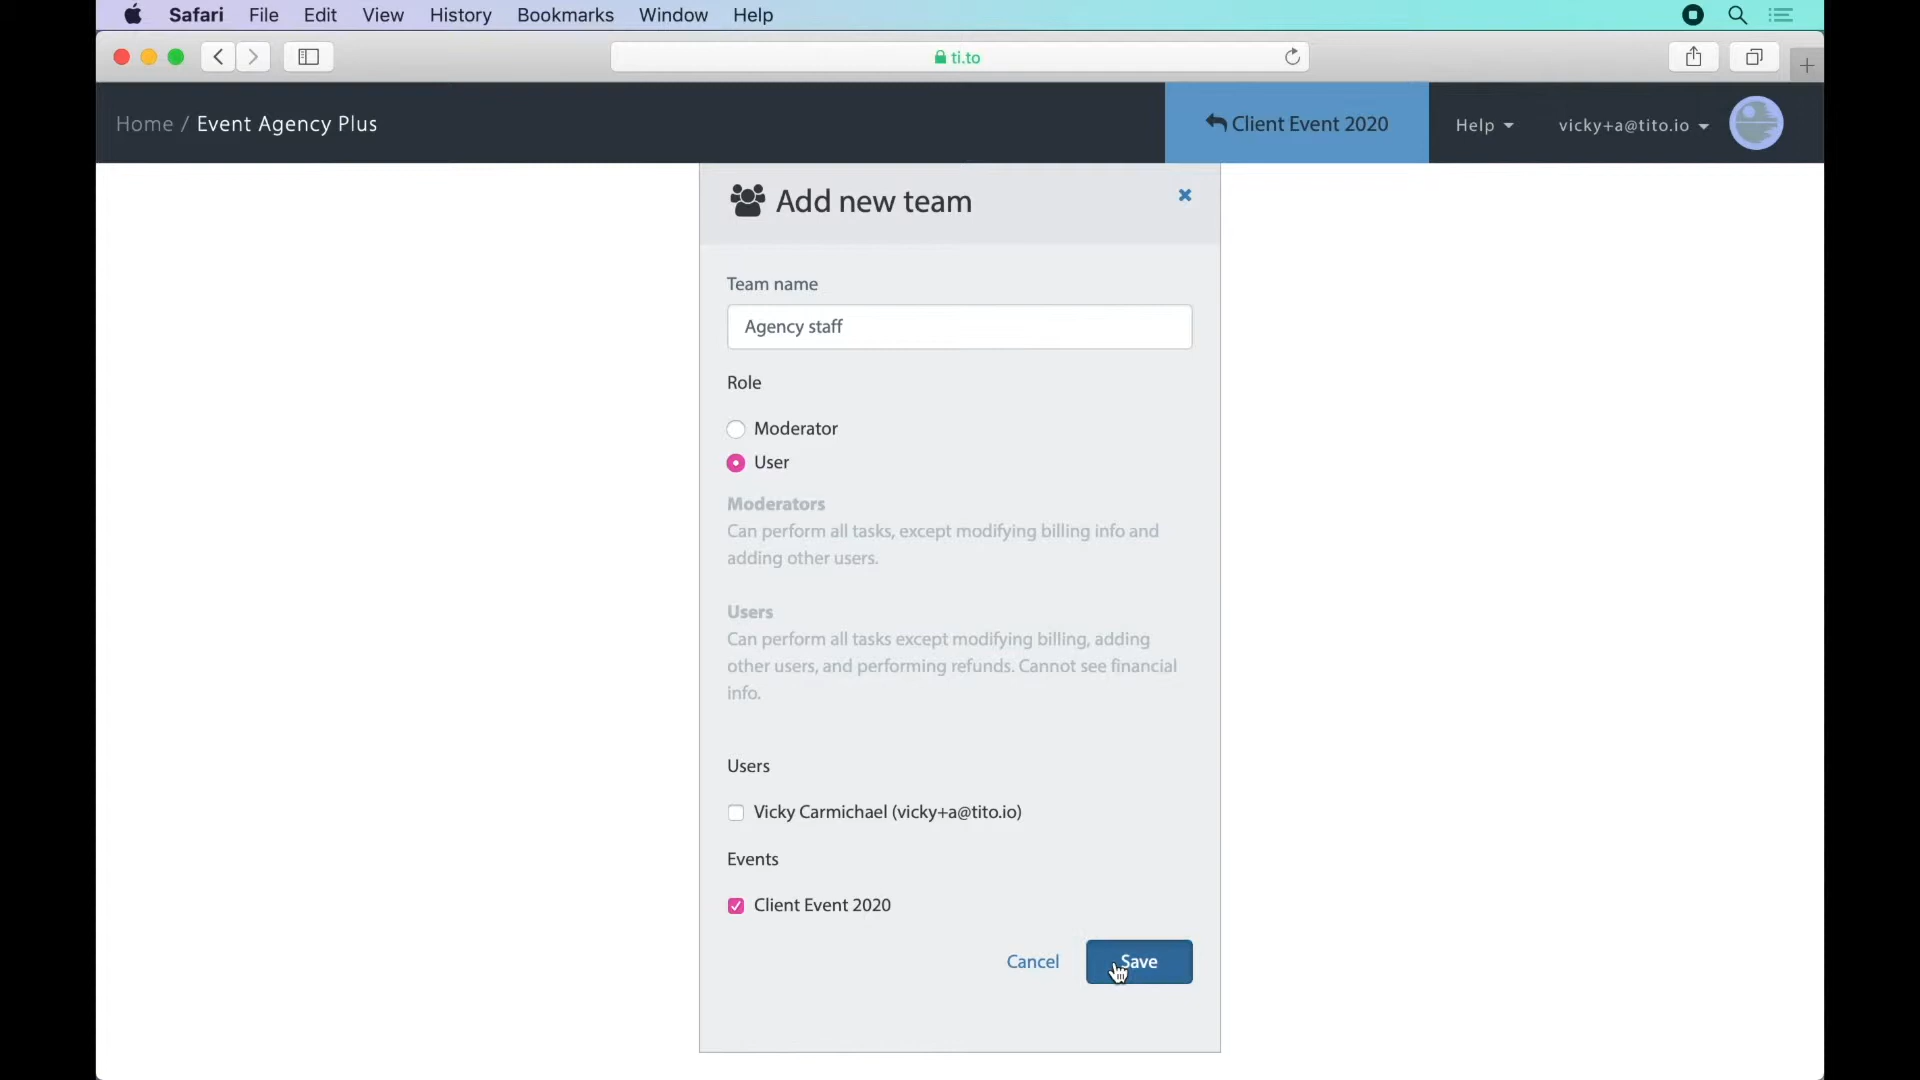 Safari File Edit View History Bookmarks Window Help
ti.to
Home / Event Agency Plus
Client Event 2020
Help
vicky+a@tito.io
Add new team
Team name
Agency staff
Role
Moderator
User
Moderators
Can perform all tasks, except modifying billing info and
adding other users.
Users
Can perform all tasks except modifying billing, adding
other users, and performing refunds. Cannot see financial
info.
Users
Vicky Carmichael (vicky+a@tito.io)
Events
Client Event 2020
Cancel
Save